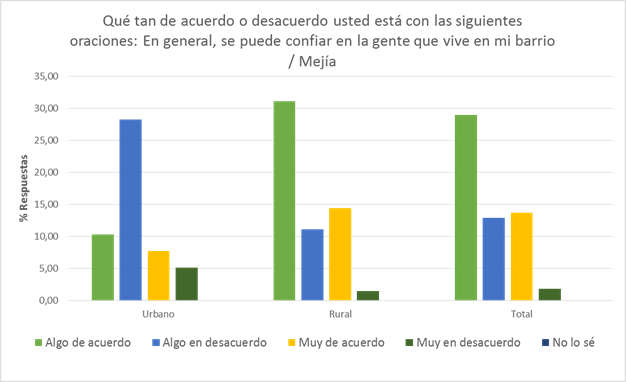 Qué tan de acuerdo o desacuerdo usted está con las siguientes
oraciones: En general, se puede confiar en la gente que vive en mi barrio
/ Mejía
% Respuestas
35,00
30,00
25,00
20,00
15,00
10,00
5,00
0,00
Urbano Rural Total
Algo de acuerdo Algo en desacuerdo Muy de acuerdo Muy en desacuerdo No lo sé